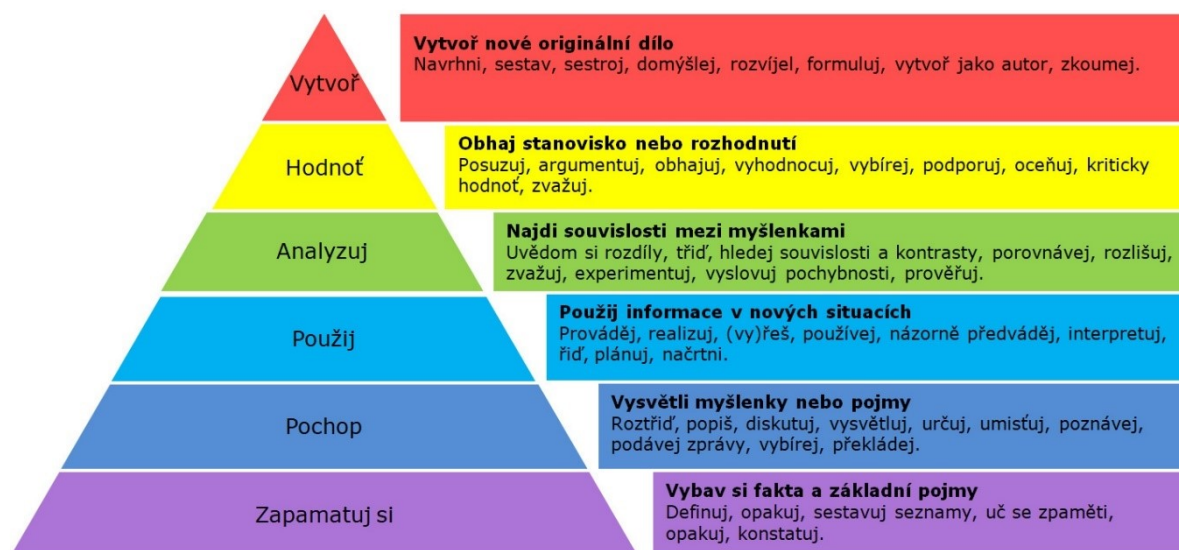 Vytvoř
Vytvoř nové originální dílo
Navrhni, sestav, sestroj, domýšlej, rozvíjel, formuluj, vytvoř jako autor, zkoumej.
Hodnoť
Obhaj stanovisko nebo rozhodnutí
Posuzuj, argumentuj, obhajuj, vyhodnocuj, vybírej, podporuj, oceňuj, kriticky
hodnoť, zvažuj.
Analyzuj
Najdi souvislosti mezi myšlenkami
Uvědom si rozdíly, třiď, hledej souvislosti a kontrasty, porovnávej, rozlišuj,
zvažuj, experimentuj, vyslovuj pochybnosti, prověřuj.
Použij
Použij informace v nových situacích
Prováděj, realizuj, (vy)řeš, používej, názorně předváděj, interpretuj,
řiď, plánuj, načrtni.
Pochop
Vysvětli myšlenky nebo pojmy
Roztřiď, popiš, diskutuj, vysvětluj, určuj, umisťuj, poznávej,
podávej zprávy, vybírej, překládej.
Zapamatuj si
Vybav si fakta a základní pojmy
Definuj, opakuj, sestavuj seznamy, uč se zpaměti,
opakuj, konstatuj.